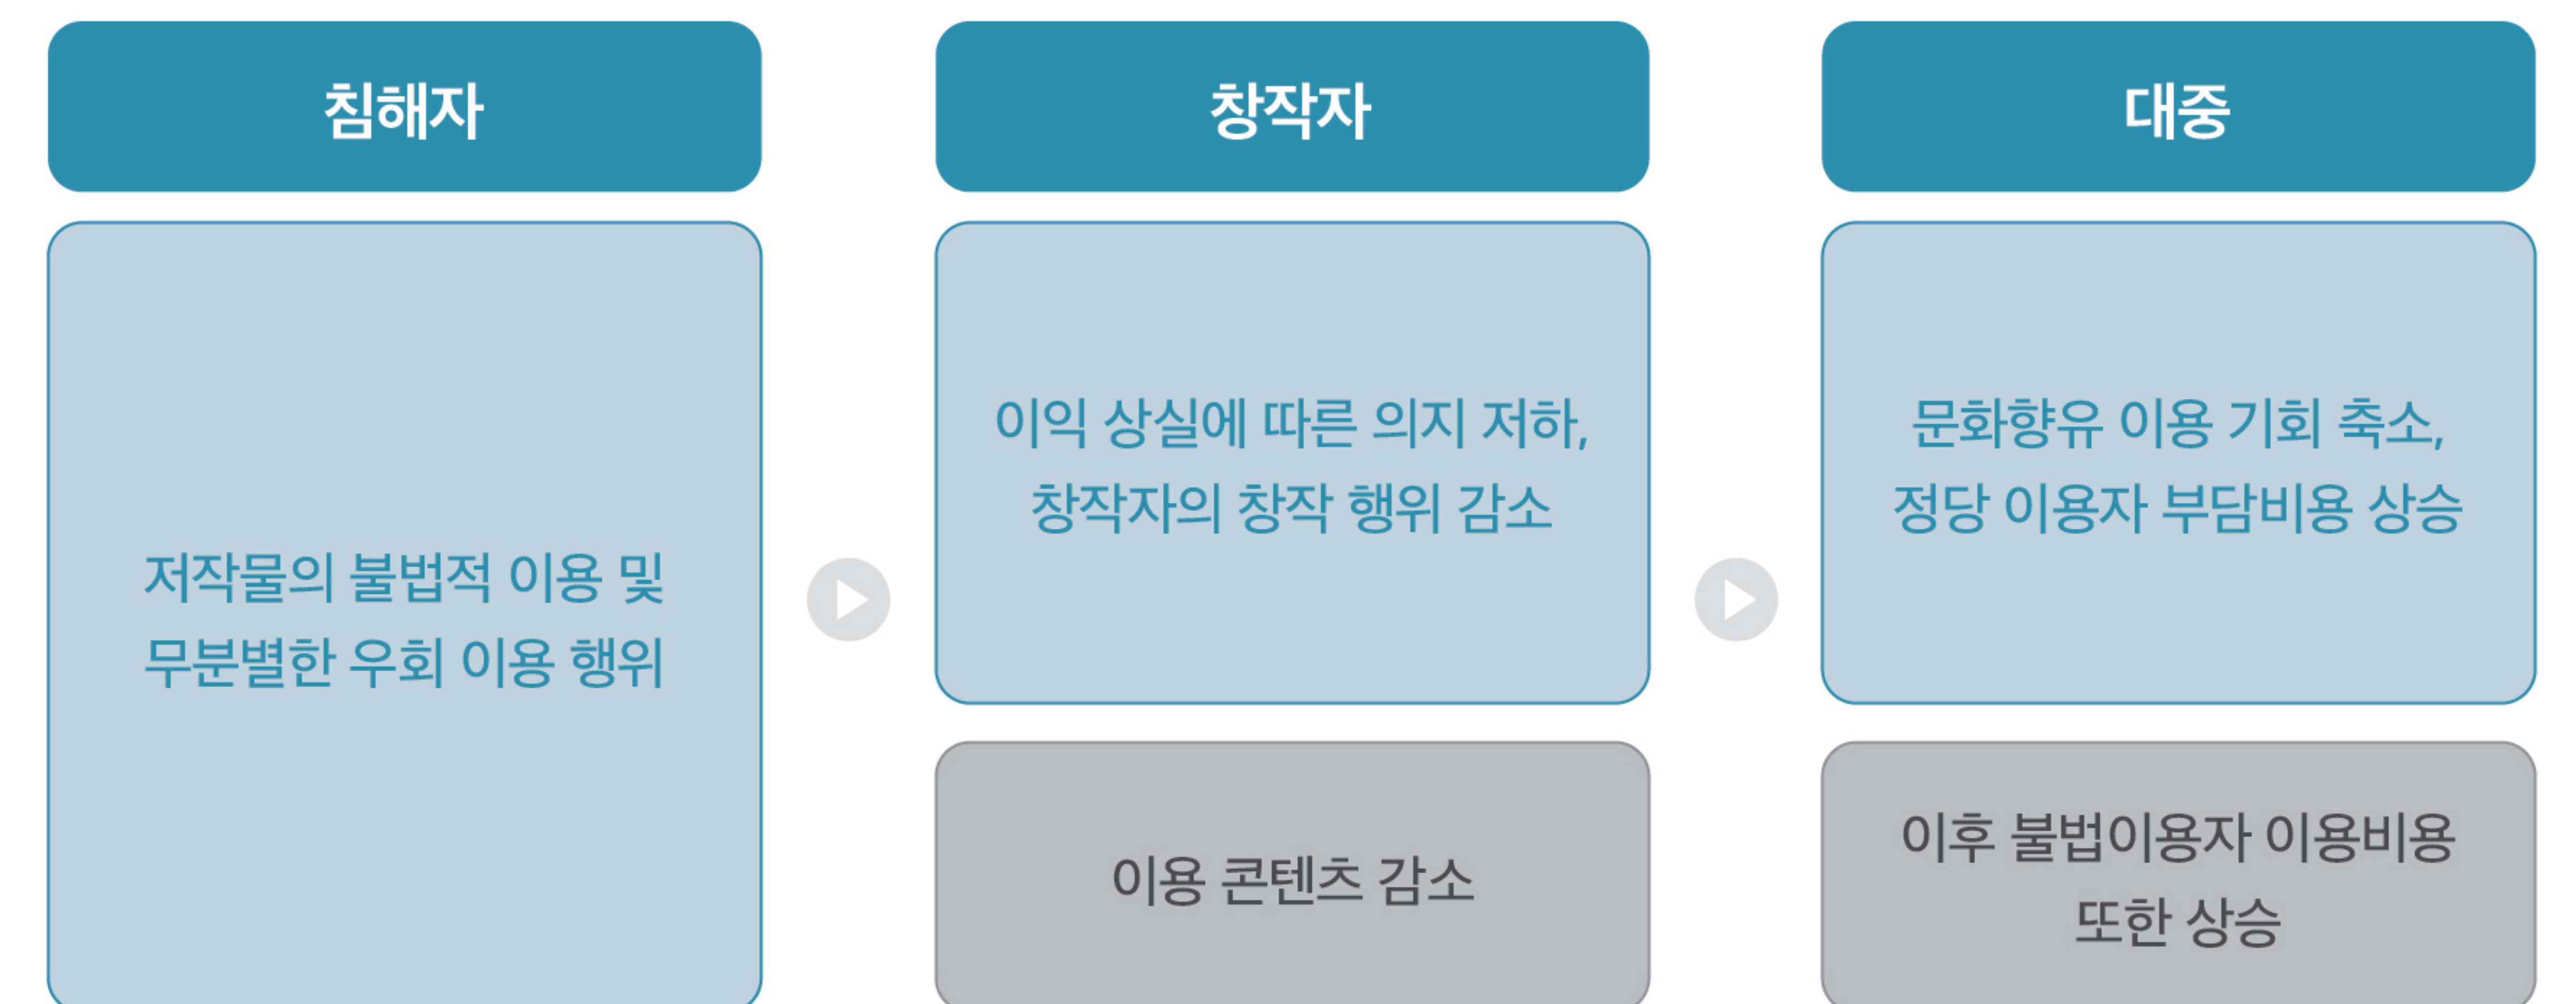 침해자
저작물의 불법적 이용 및
무분별한 우회 이용 행위
창작자
이익 상실에 따른 의지 저하,
창작자의 창작 행위 감소
이용 콘텐츠 감소
대중
문화향유 이용 기회 축소,
정당 이용자 부담비용 상승
이후 불법이용자 이용비용
또한 상승